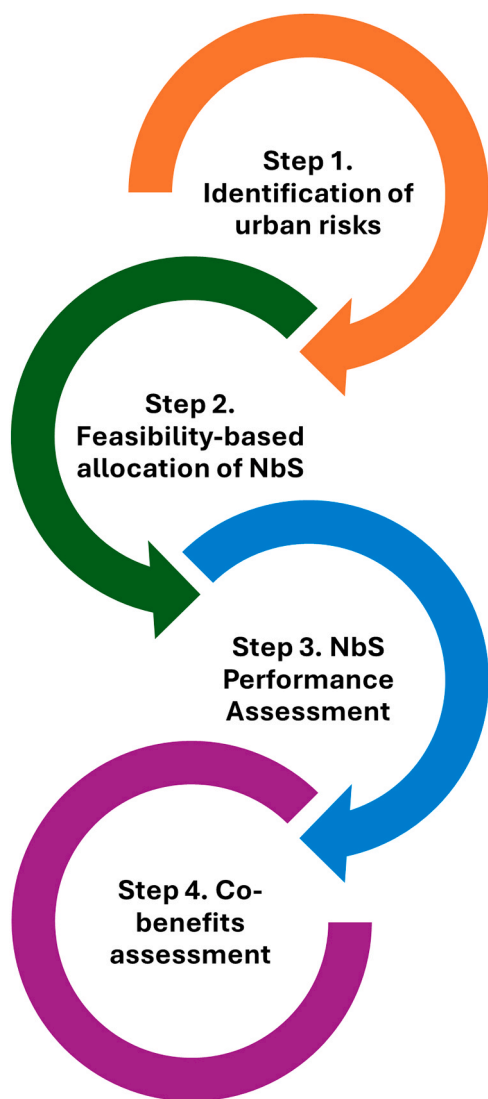 Step 1.
Identification of
urban risks
Step 2.
Feasibility-based
allocation of NbS
Step 3. NbS
Performance
Assessment
Step 4. Co-
benefits
assessment